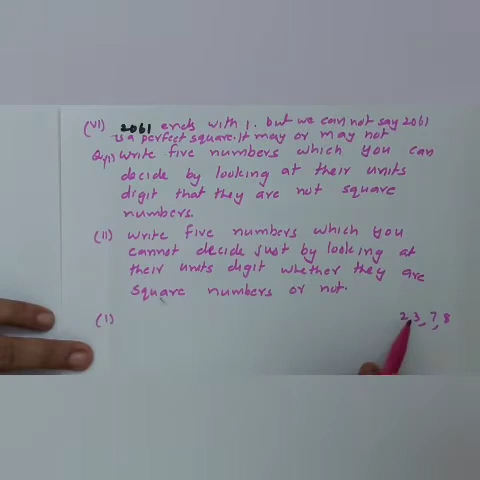 (VI) 2061 ends with 1. but we can not say 2061
is a perfect square. It may or may not
Q(1) Write five numbers which you can
decide by looking at their units
digit that they are not square
numbers.
(II) Write five numbers which you
cannot decide just by looking at
their units digit whether they are
square numbers or not.
(I) 2,3,7,8